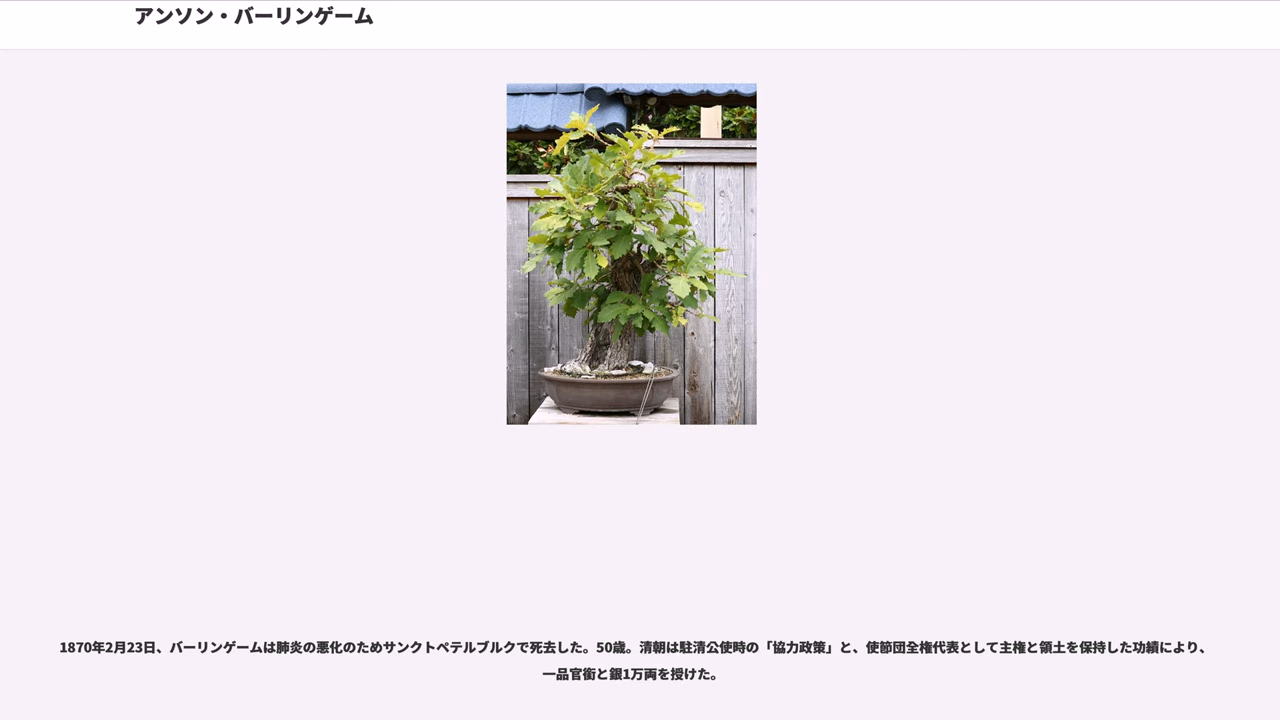 アンソン・バーリンゲーム
1870年2月23日、バーリンゲームは肺炎の悪化のためサンクトペテルブルクで死去した。50歳。清朝は駐清公使時の「協力政策」と、使節団全権代表として主権と領土を保持した功績により、
一品官銜と銀1万両を授けた。